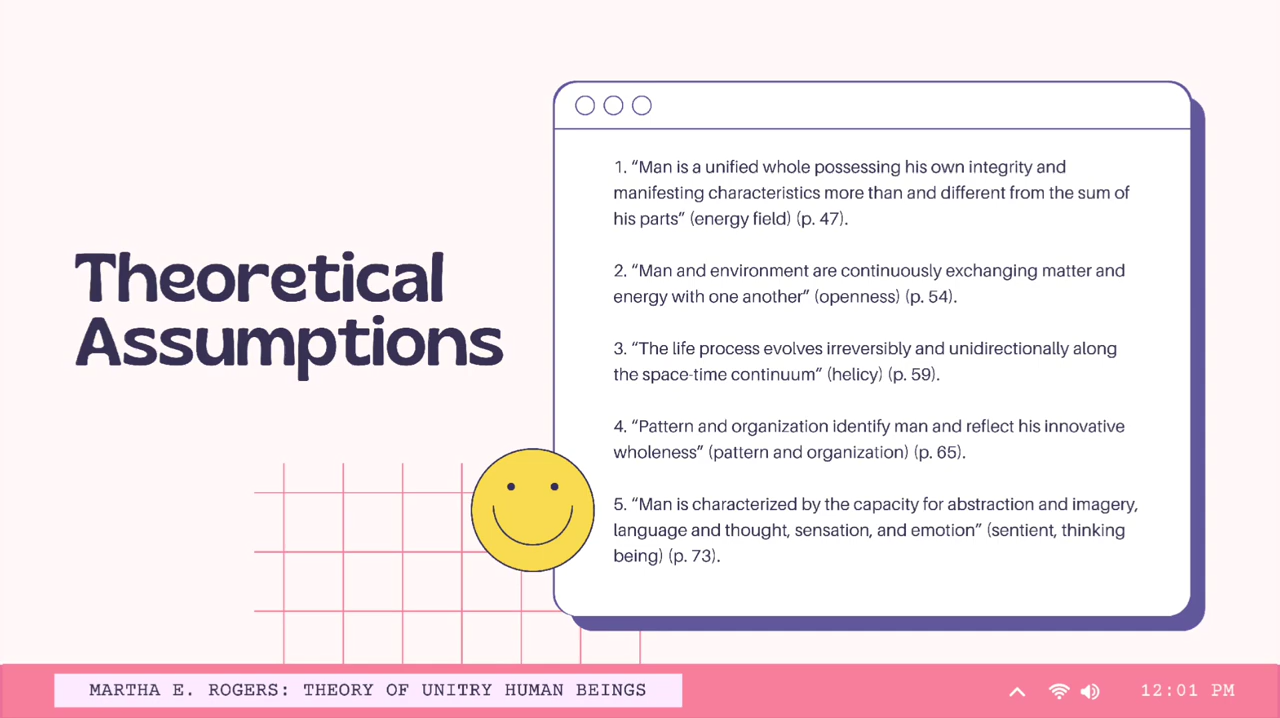 Theoretical
Assumptions
1. “Man is a unified whole possessing his own integrity and
manifesting characteristics more than and different from the sum of
his parts” (energy field) (p. 47).
2. “Man and environment are continuously exchanging matter and
energy with one another” (openness) (p. 54).
3. “The life process evolves irreversibly and unidirectionally along
the space-time continuum” (helicy) (p. 59).
4. “Pattern and organization identify man and reflect his innovative
wholeness” (pattern and organization) (p. 65).
5. “Man is characterized by the capacity for abstraction and imagery,
language and thought, sensation, and emotion” (sentient, thinking
being) (p. 73).
MARTHA E. ROGERS: THEORY OF UNITRY HUMAN BEINGS
12:01 PM